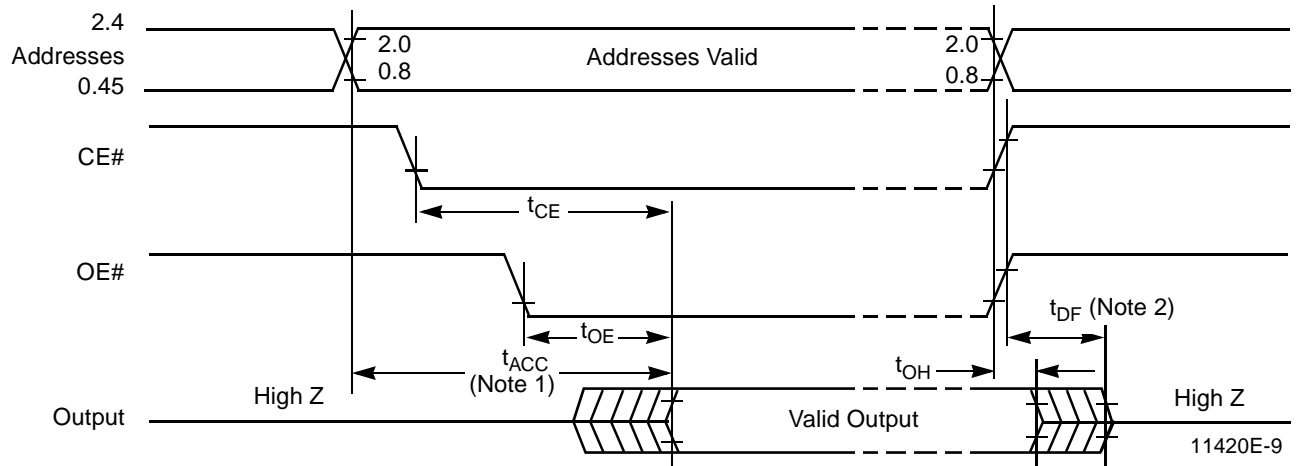 2.4
Addresses
0.45
2.0
0.8
Addresses Valid
2.0
0.8
CE#
tCE
OE#
tOE
tDF (Note 2)
tACC
(Note 1)
tOH
High Z
Output
Valid Output
High Z
11420E-9